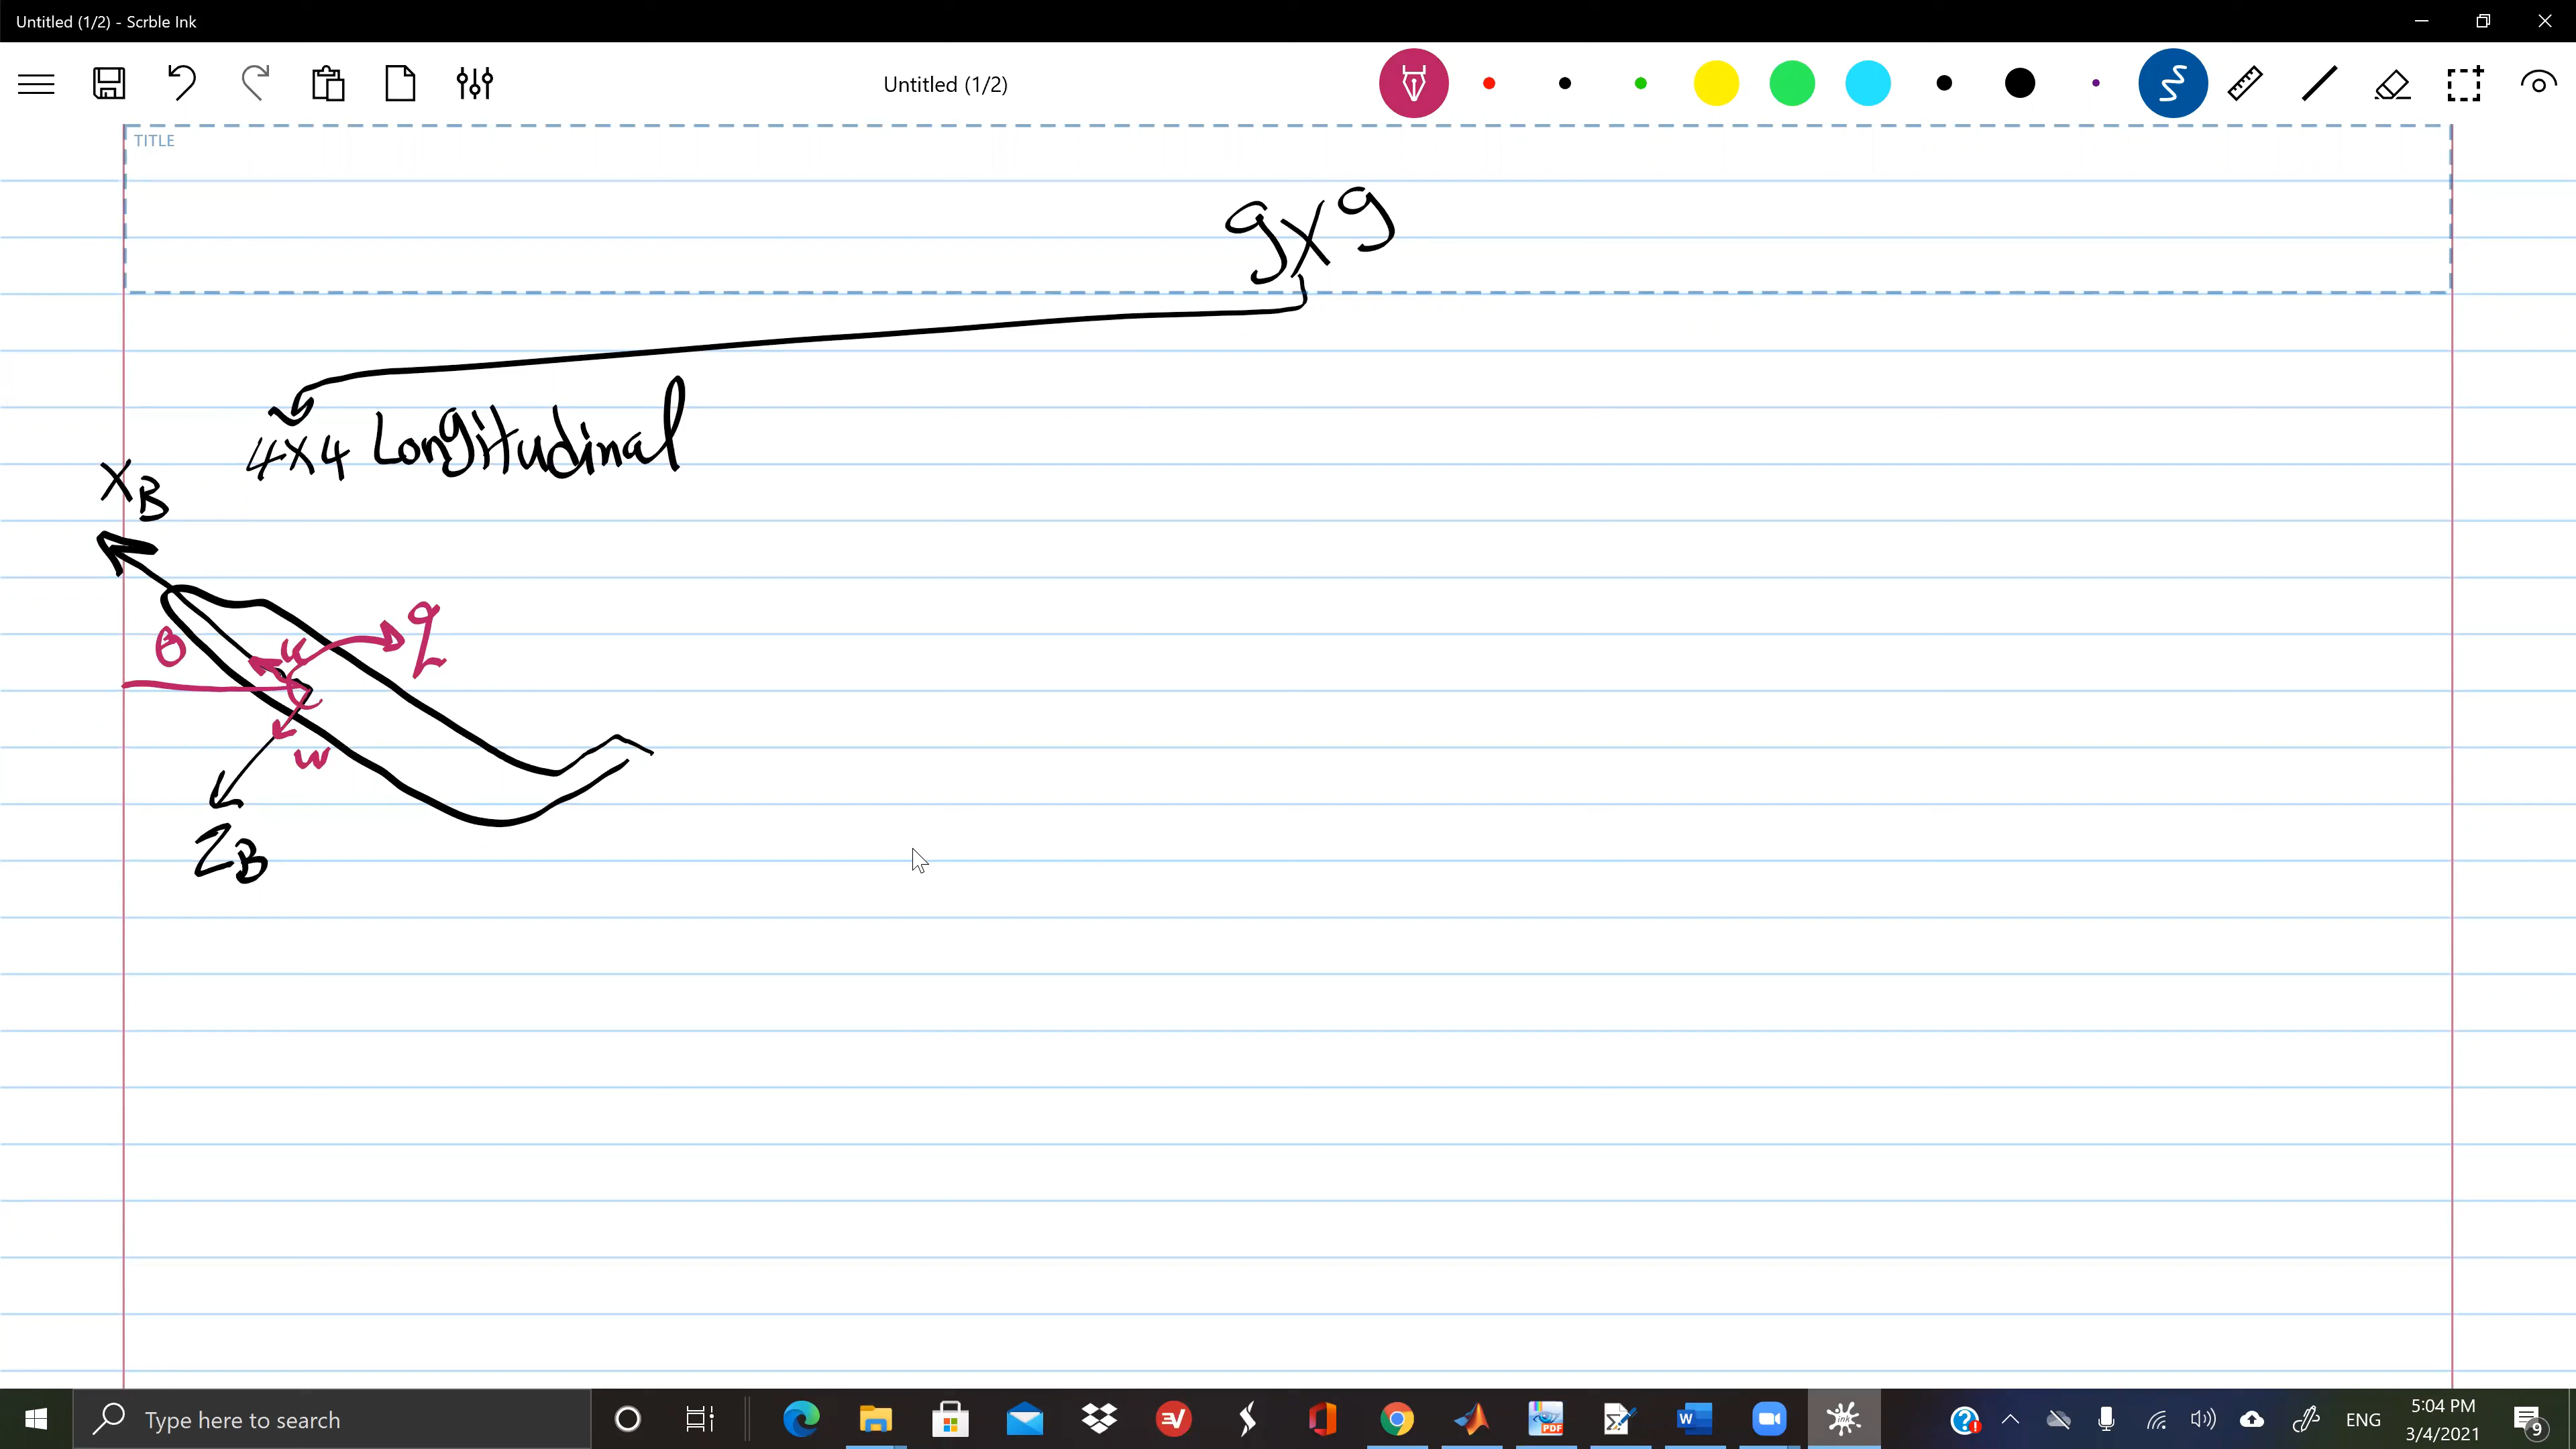 Untitled (1/2) - Scrble Ink
Untitled (1/2)
TITLE
9x9
4x4 Longitudinal
XB
θ
u
q
w
ZB
Type here to search
ENG
5:04 PM
3/4/2021
9